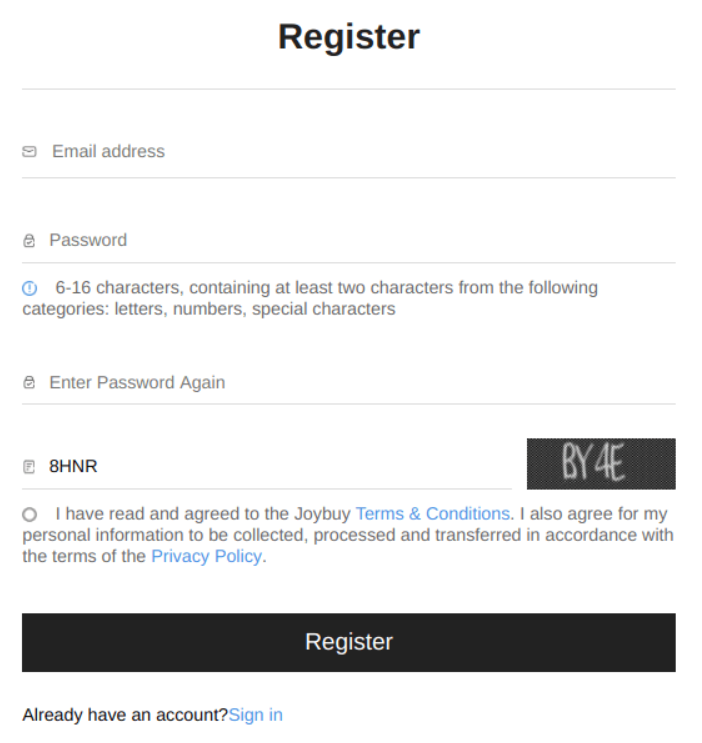 Register
Email address
Password
6-16 characters, containing at least two characters from the following
categories: letters, numbers, special characters
Enter Password Again
8HNR
BY4E
I have read and agreed to the Joybuy Terms & Conditions. I also agree for my
personal information to be collected, processed and transferred in accordance with
the terms of the Privacy Policy.
Register
Already have an account?Sign in